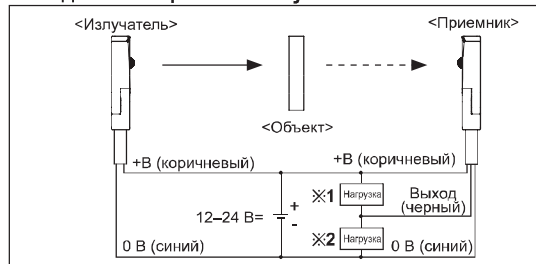 <Излучатель>
<Приемник>
<Объект>
+В (коричневый)
+В (коричневый)
※1 Нагрузка
Выход
(черный)
12–24 В= + -
※2 Нагрузка
0 В (синий)
0 В (синий)